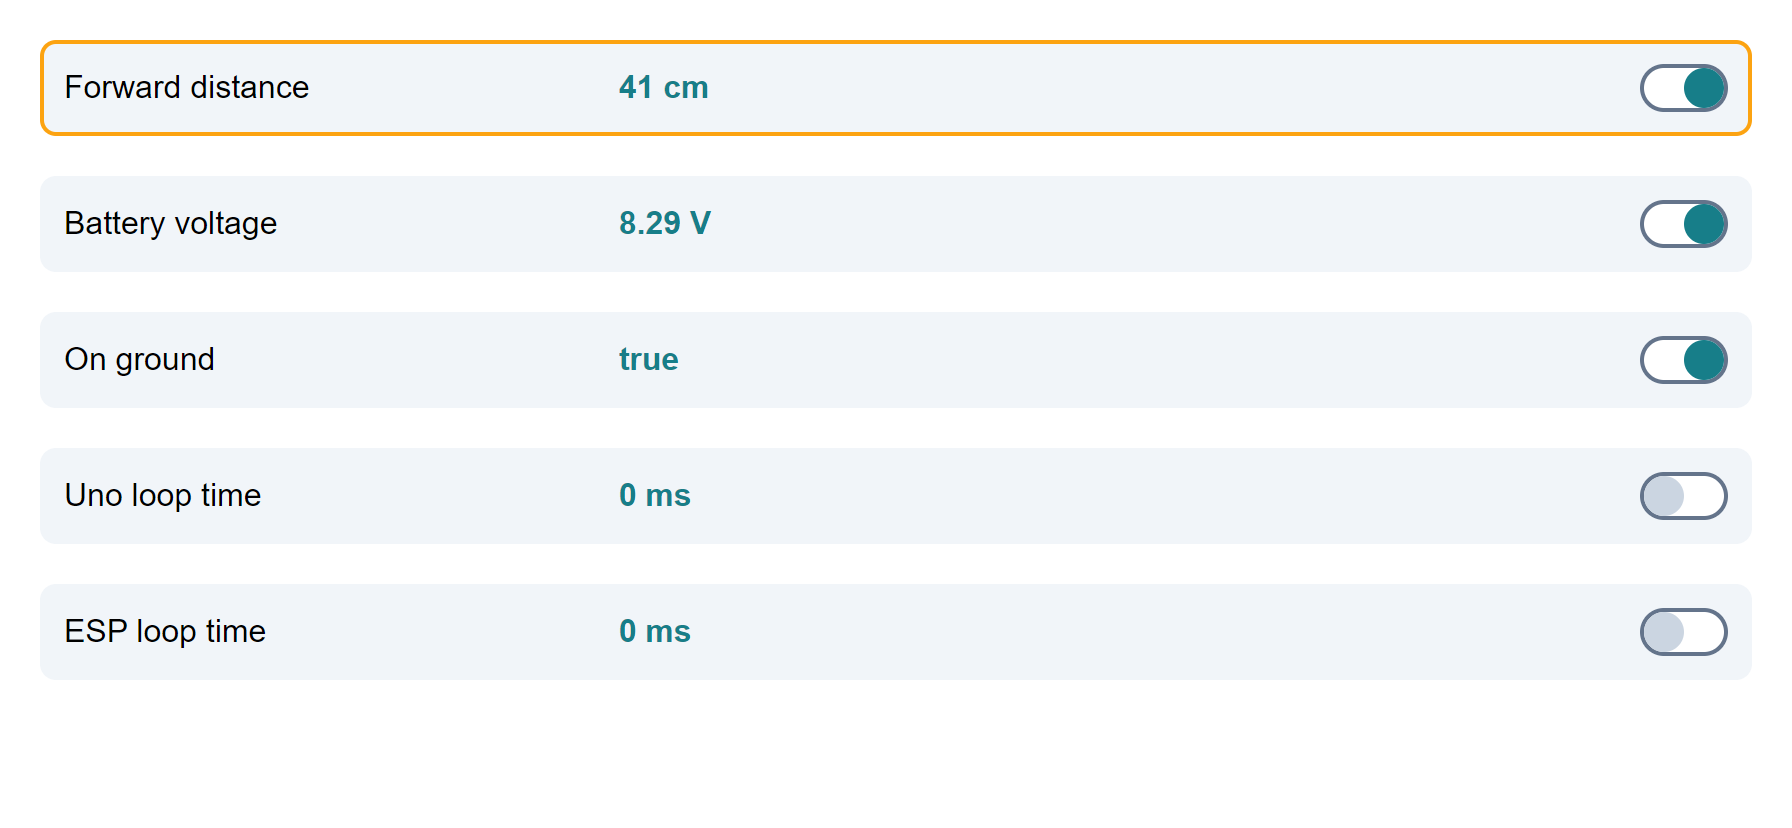 Forward distance 41 cm
Battery voltage 8.29 V
On ground true
Uno loop time 0 ms
ESP loop time 0 ms